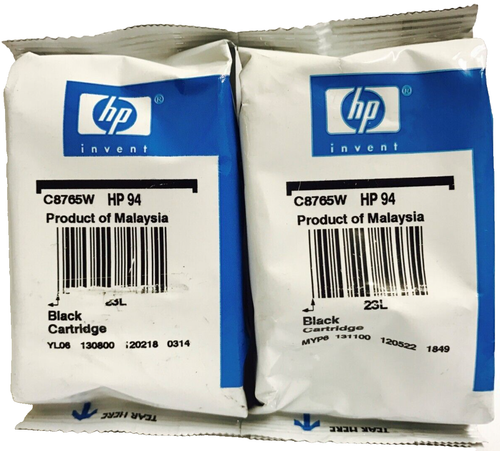 hp®
invent
C8765W HP 94
Product of Malaysia
23L
Black
Cartridge
YL06 130800 120218 0314
TEAR HERE
hp®
invent
C8765W HP 94
Product of Malaysia
23L
Black
Cartridge
MYP6 131100 120522 1849
TEAR HERE